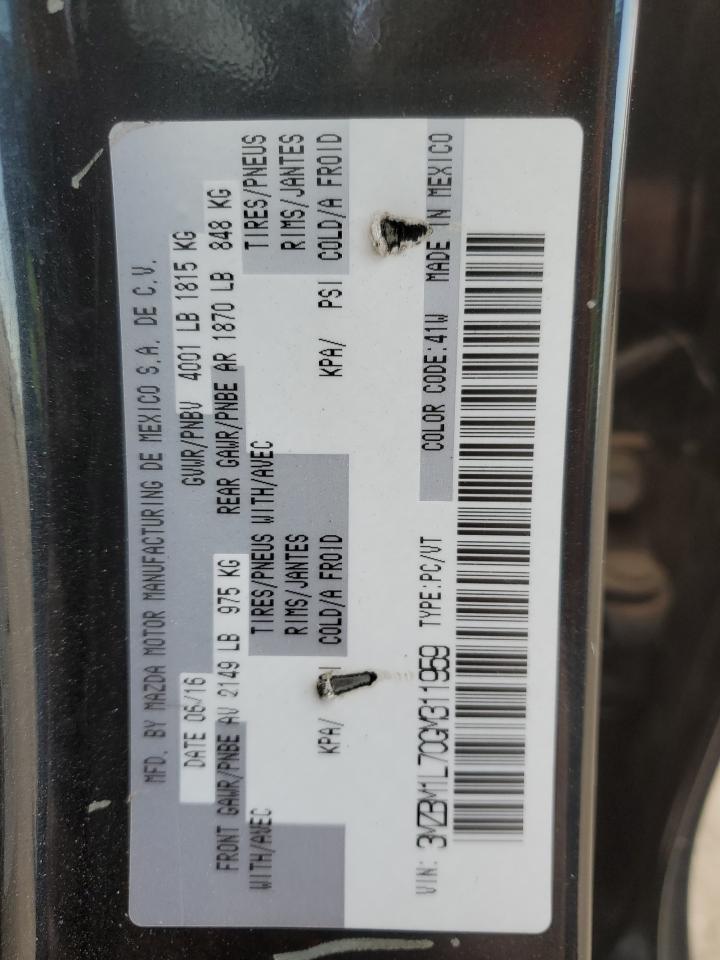 MFD. BY MAZDA MOTOR MANUFACTURING DE MEXICO S.A. DE C.V.
DATE 06/16 GVWR/PNBV 4001 LB 1815 KG
FRONT GAWR/PNBE AV 2149 LB 975 KG REAR GAWR/PNBE AR 1870 LB 848 KG
WITH/AVEC TIRES/PNEUS WITH/AVEC TIRES/PNEUS
RIMS/JANTES RIMS/JANTES
KPA/ COLD/A FROID KPA/ PSI COLD/A FROID
VIN: 3MZBM1L70GM311959 TYPE:PC/VT COLOR CODE:41W MADE IN MEXICO